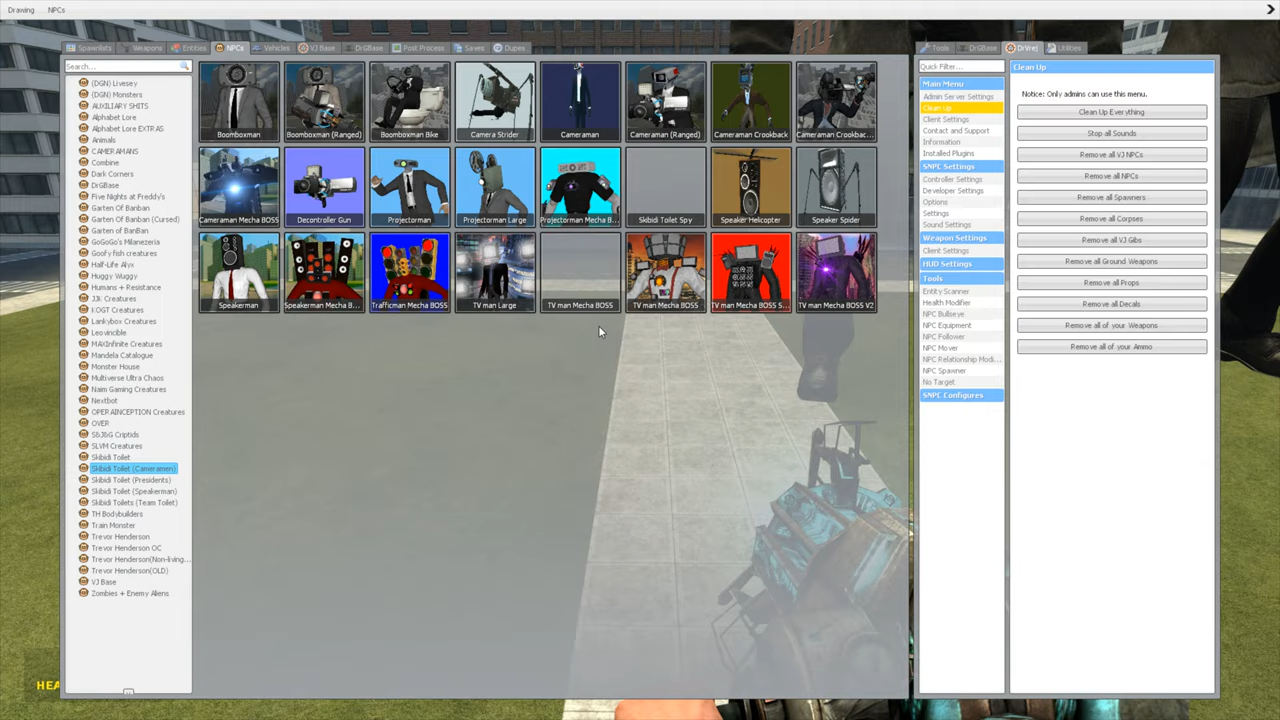 Drawing NPCs
Spawnlists Weapons Entities NPCs Vehicles VJ Base DrGBase Post Process Saves Dupes
Search...
(DGN) Livesey
(DGN) Monsters
AUXILIARY SHITS
Alphabet Lore
Alphabet Lore EXTRAS
Animals
CAMERAMANS
Combine
Dark Corners
DrGBase
Five Nights at Freddy's
Garten Of Banban
Garten Of Banban (Cursed)
Garten of BanBan
GoGoGo's Milanezeria
Goofy fish creatures
Half-Life Alyx
Huggy Wuggy
Humans + Resistance
JJK Creatures
KOGT Creatures
Lankybox Creatures
Leovincible
MAXInfinite Creatures
Mandela Catalogue
Monster House
Multiverse Ultra Chaos
Naim Gaming Creatures
Nextbot
OPERAINCEPTION Creatures
OVER
S&J&G Criptids
SLVM Creatures
Skibidi Toilet
Skibidi Toilet (Cameramen)
Skibidi Toilet (Presidents)
Skibidi Toilet (Speakerman)
Skibidi Toilets (Team Toilet)
TH Bodybuilders
Train Monster
Trevor Henderson
Trevor Henderson OC
Trevor Henderson(Non-living...
Trevor Henderson(OLD)
VJ Base
Zombies + Enemy Aliens
Boomboxman Boomboxman (Ranged) Boomboxman Bike Camera Strider Cameraman Cameraman (Ranged) Cameraman Crookback Cameraman Crookbac...
Cameraman Mecha BOSS Decontroller Gun Projectorman Projectorman Large Projectorman Mecha B... Skibidi Toilet Spy Speaker Helicopter Speaker Spider
Speakerman Speakerman Mecha B... Trafficman Mecha BOSS TV man Large TV man Mecha BOSS TV man Mecha BOSS TV man Mecha BOSS S... TV man Mecha BOSS V2
Tools DrGBase DrVrej Utilities
Quick Filter...
Main Menu
Admin Server Settings
Clean Up
Client Settings
Contact and Support
Information
Installed Plugins
SNPC Settings
Controller Settings
Developer Settings
Options
Settings
Sound Settings
Weapon Settings
Client Settings
HUD Settings
Tools
Entity Scanner
Health Modifier
NPC Bullseye
NPC Equipment
NPC Follower
NPC Mover
NPC Relationship Modi...
NPC Spawner
No Target
SNPC Configures
Clean Up
Notice: Only admins can use this menu.
Clean Up Everything
Stop all Sounds
Remove all VJ NPCs
Remove all NPCs
Remove all Spawners
Remove all Corpses
Remove all VJ Gibs
Remove all Ground Weapons
Remove all Props
Remove all Decals
Remove all of your Weapons
Remove all of your Ammo
HEA